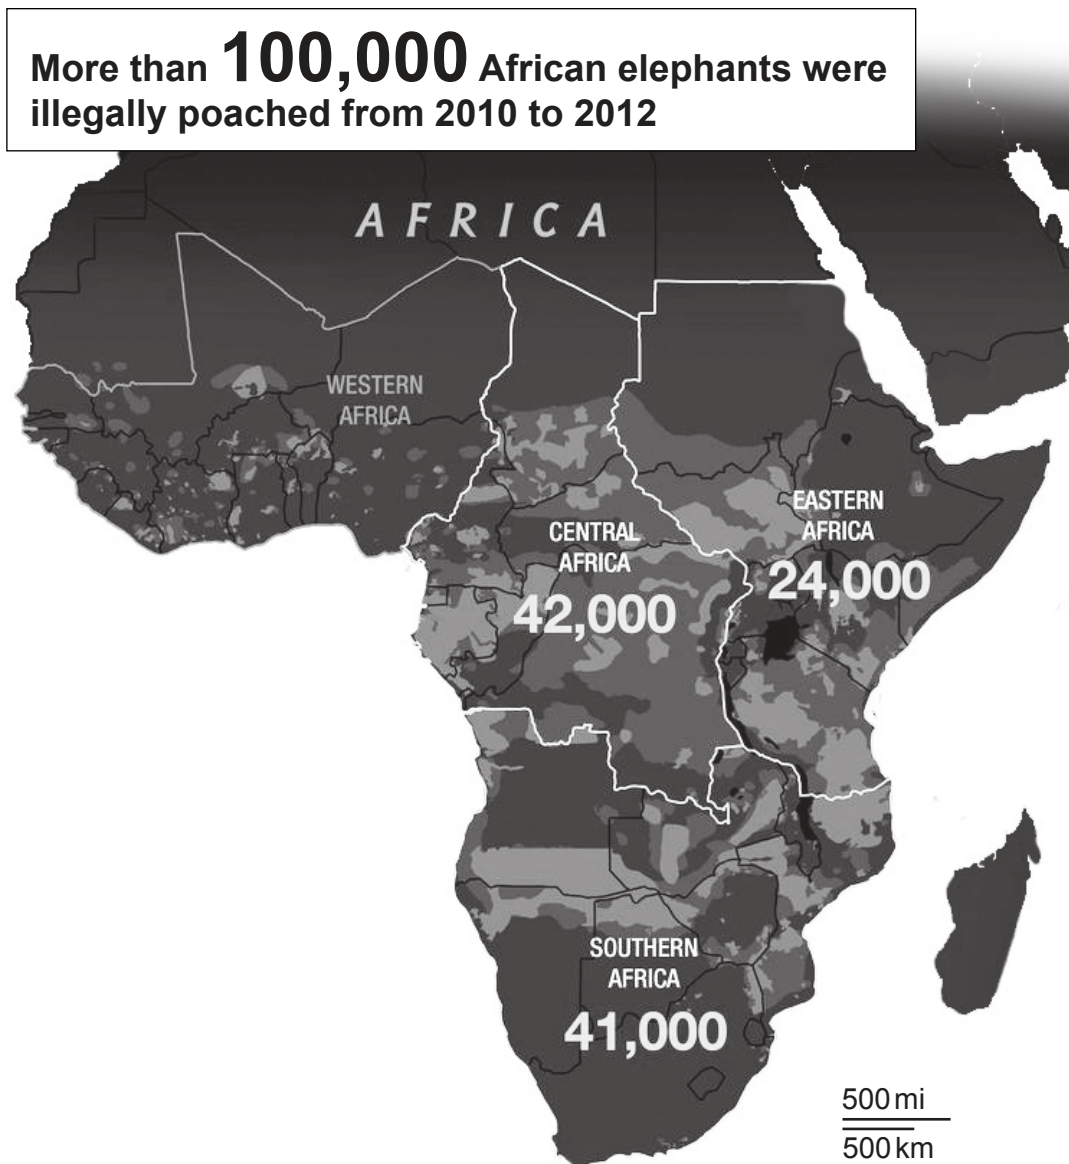 More than 100,000 African elephants were
illegally poached from 2010 to 2012
AFRICA
WESTERN
AFRICA
CENTRAL
AFRICA
42,000
EASTERN
AFRICA
24,000
SOUTHERN
AFRICA
41,000
500 mi
500 km